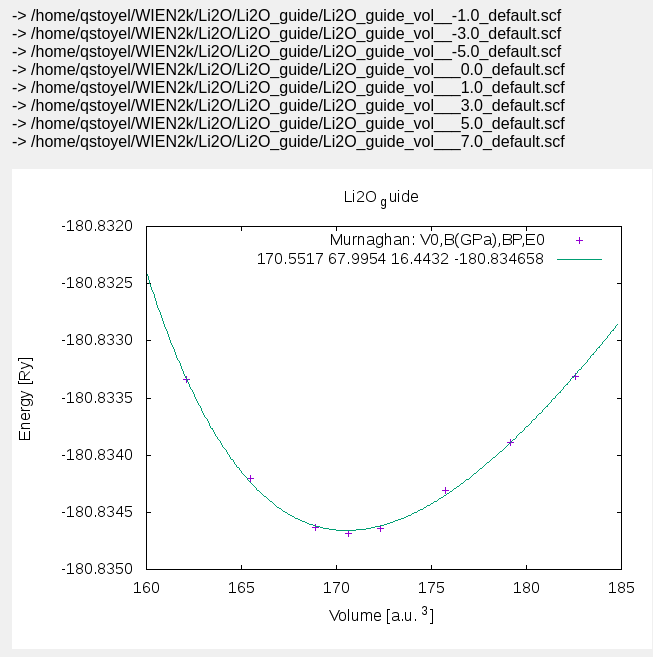 -> /home/qstoyel/WIEN2k/Li2O/Li2O_guide/Li2O_guide_vol__-1.0_default.scf
-> /home/qstoyel/WIEN2k/Li2O/Li2O_guide/Li2O_guide_vol__-3.0_default.scf
-> /home/qstoyel/WIEN2k/Li2O/Li2O_guide/Li2O_guide_vol__-5.0_default.scf
-> /home/qstoyel/WIEN2k/Li2O/Li2O_guide/Li2O_guide_vol___0.0_default.scf
-> /home/qstoyel/WIEN2k/Li2O/Li2O_guide/Li2O_guide_vol___1.0_default.scf
-> /home/qstoyel/WIEN2k/Li2O/Li2O_guide/Li2O_guide_vol___3.0_default.scf
-> /home/qstoyel/WIEN2k/Li2O/Li2O_guide/Li2O_guide_vol___5.0_default.scf
-> /home/qstoyel/WIEN2k/Li2O/Li2O_guide/Li2O_guide_vol___7.0_default.scf
Li2O guide
Murnaghan: V0,B(GPa),BP,E0
170.5517 67.9954 16.4432 -180.834658
Energy [Ry]
-180.8320
-180.8325
-180.8330
-180.8335
-180.8340
-180.8345
-180.8350
160 165 170 175 180 185
Volume [a.u. 3]